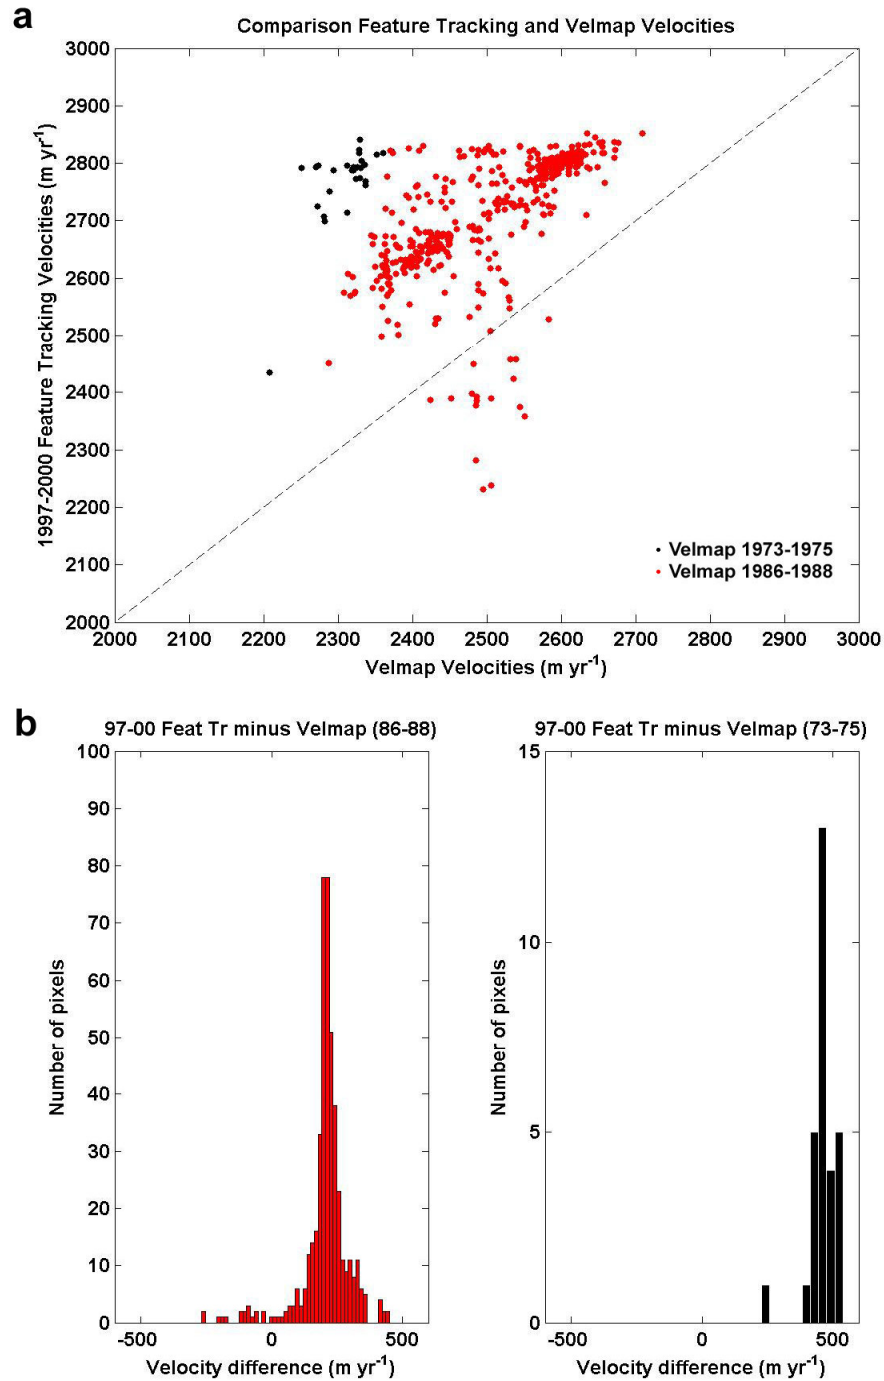 a
Comparison Feature Tracking and Velmap Velocities
3000
2900
2800
2700
2600
2500
2400
2300
2200
2100
2000
1997-2000 Feature Tracking Velocities (m yr-1)
Velmap 1973-1975
Velmap 1986-1988
2000 2100 2200 2300 2400 2500 2600 2700 2800 2900 3000
Velmap Velocities (m yr-1)
b
97-00 Feat Tr minus Velmap (86-88)
100
90
80
70
60
50
40
30
20
10
0
Number of pixels
-500 0 500
Velocity difference (m yr-1)
97-00 Feat Tr minus Velmap (73-75)
15
10
5
0
Number of pixels
-500 0 500
Velocity difference (m yr-1)